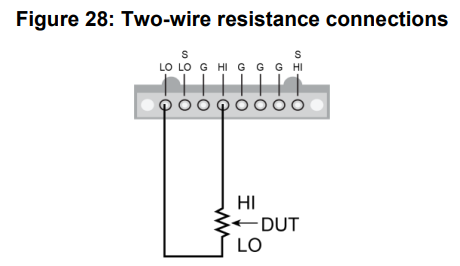 Figure 28: Two-wire resistance connections
S S
LO LO G HI G G G HI
HI
DUT
LO